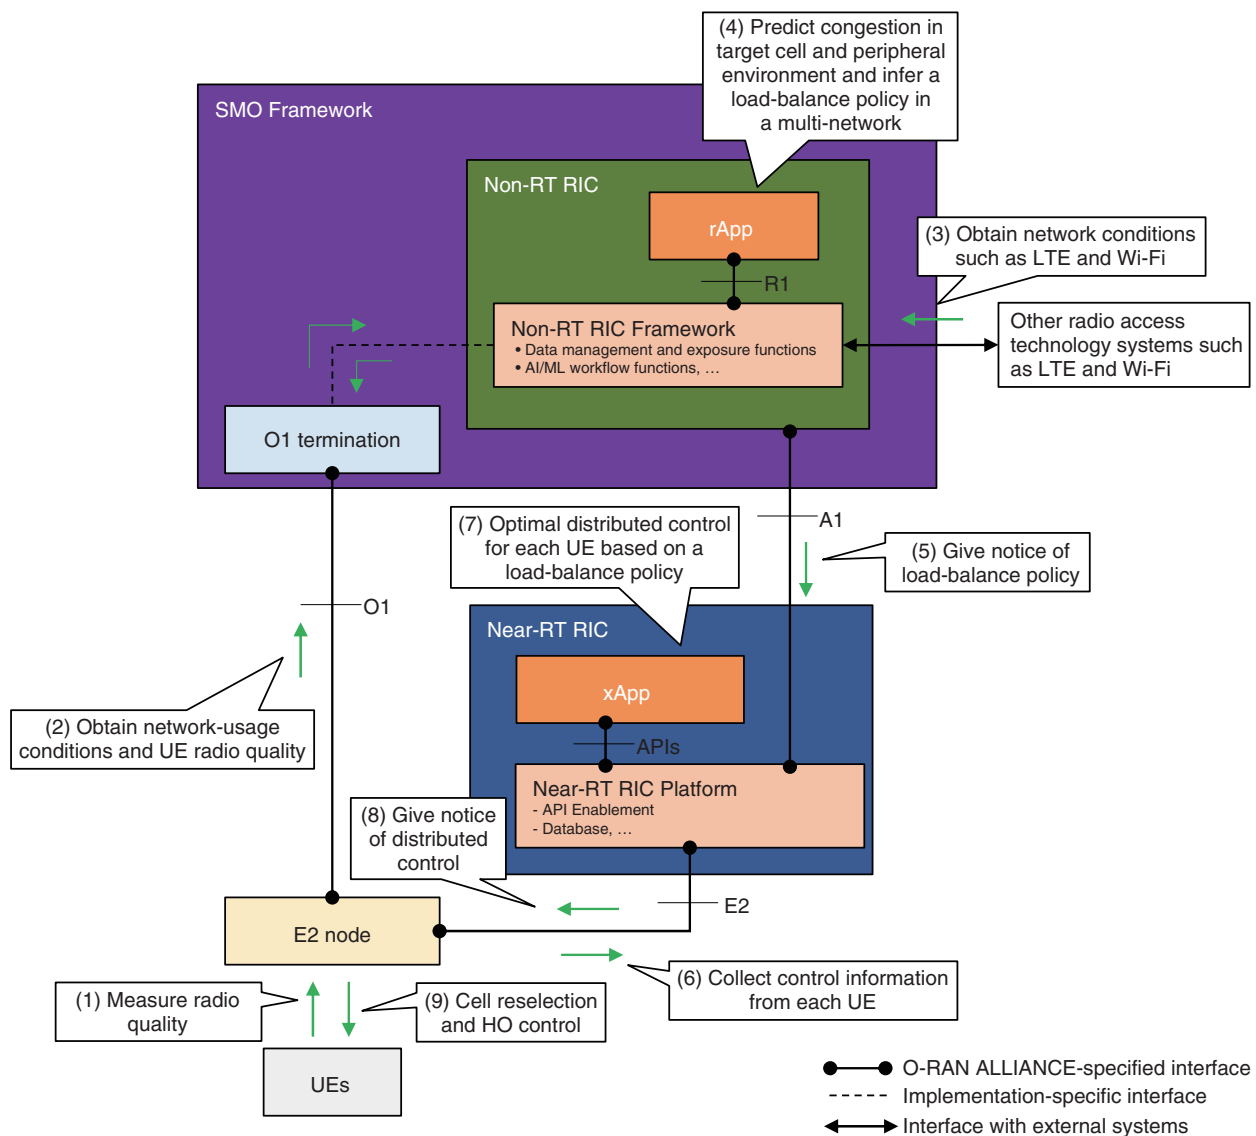 (4) Predict congestion in
target cell and peripheral
environment and infer a
load-balance policy in
a multi-network
SMO Framework
Non-RT RIC
rApp
R1
(3) Obtain network conditions
such as LTE and Wi-Fi
Non-RT RIC Framework
• Data management and exposure functions
• AI/ML workflow functions, …
Other radio access
technology systems such
as LTE and Wi-Fi
O1 termination
A1
(5) Give notice of
load-balance policy
(7) Optimal distributed control
for each UE based on a
load-balance policy
O1
Near-RT RIC
xApp
APIs
(2) Obtain network-usage
conditions and UE radio quality
Near-RT RIC Platform
- API Enablement
- Database, …
(8) Give notice
of distributed
control
E2
E2 node
(6) Collect control information
from each UE
(1) Measure radio
quality
(9) Cell reselection
and HO control
UEs
O-RAN ALLIANCE-specified interface
Implementation-specific interface
Interface with external systems